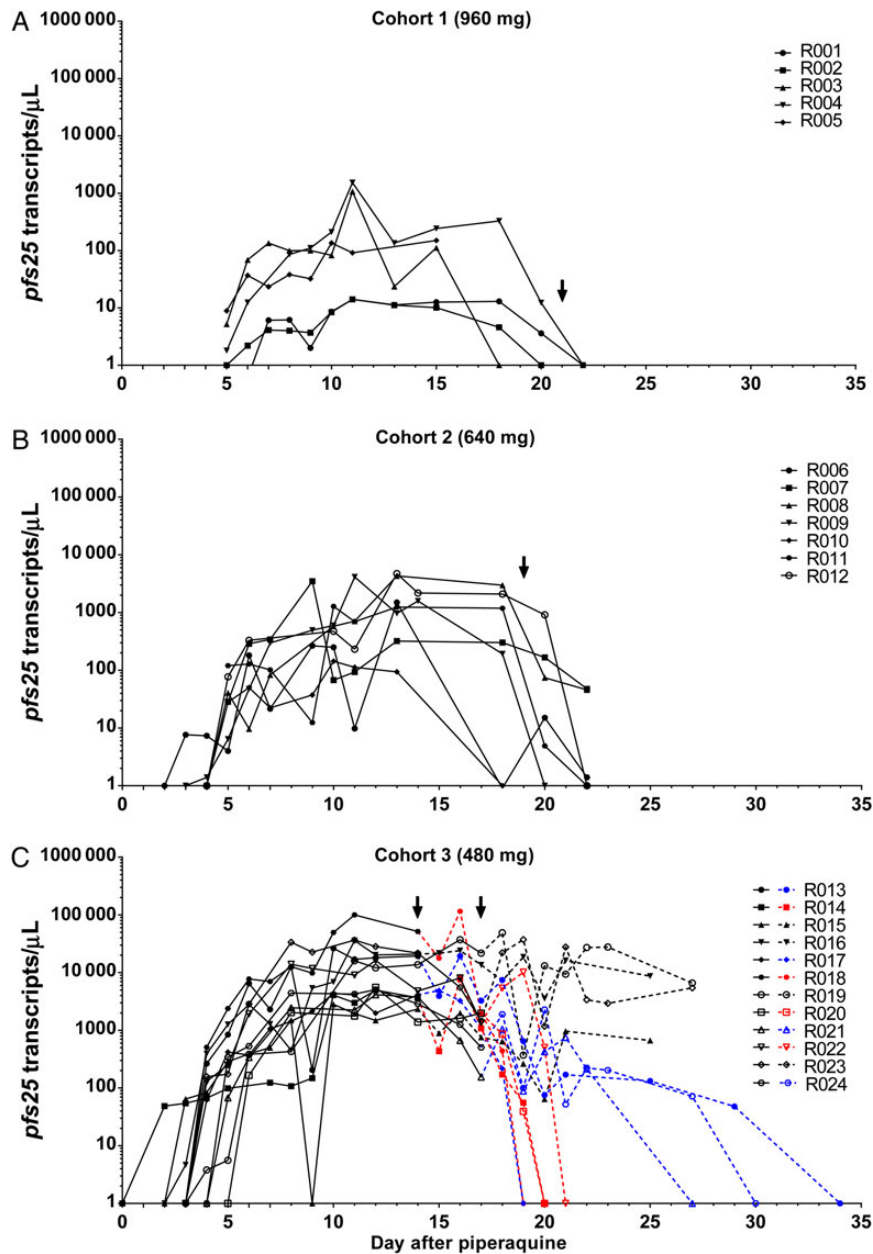 A
Cohort 1 (960 mg)
1000 000
100 000
10 000
1000
100
10
1
pfs25 transcripts/µL
0 5 10 15 20 25 30 35
R001
R002
R003
R004
R005
B
Cohort 2 (640 mg)
1000 000
100 000
10 000
1000
100
10
1
pfs25 transcripts/µL
0 5 10 15 20 25 30 35
R006
R007
R008
R009
R010
R011
R012
C
Cohort 3 (480 mg)
1000 000
100 000
10 000
1000
100
10
1
pfs25 transcripts/µL
0 5 10 15 20 25 30 35
Day after piperaquine
R013
R014
R015
R016
R017
R018
R019
R020
R021
R022
R023
R024